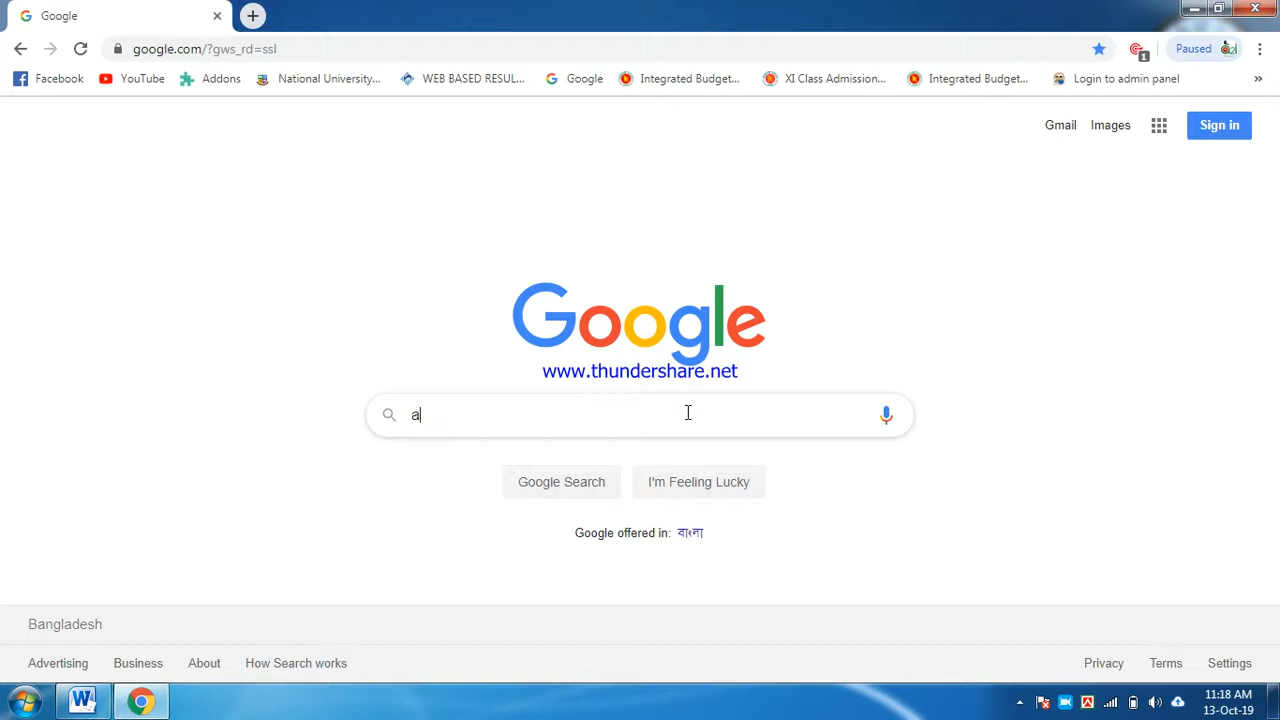 Google
google.com/?gws_rd=ssl
1
Paused
Facebook YouTube Addons National University... WEB BASED RESUL... Google Integrated Budget... XI Class Admission... Integrated Budget... Login to admin panel »
Gmail Images Sign in
Google
www.thundershare.net
a
Google Search I'm Feeling Lucky
Google offered in: বাংলা
Bangladesh
Advertising Business About How Search works Privacy Terms Settings
11:18 AM
13-Oct-19